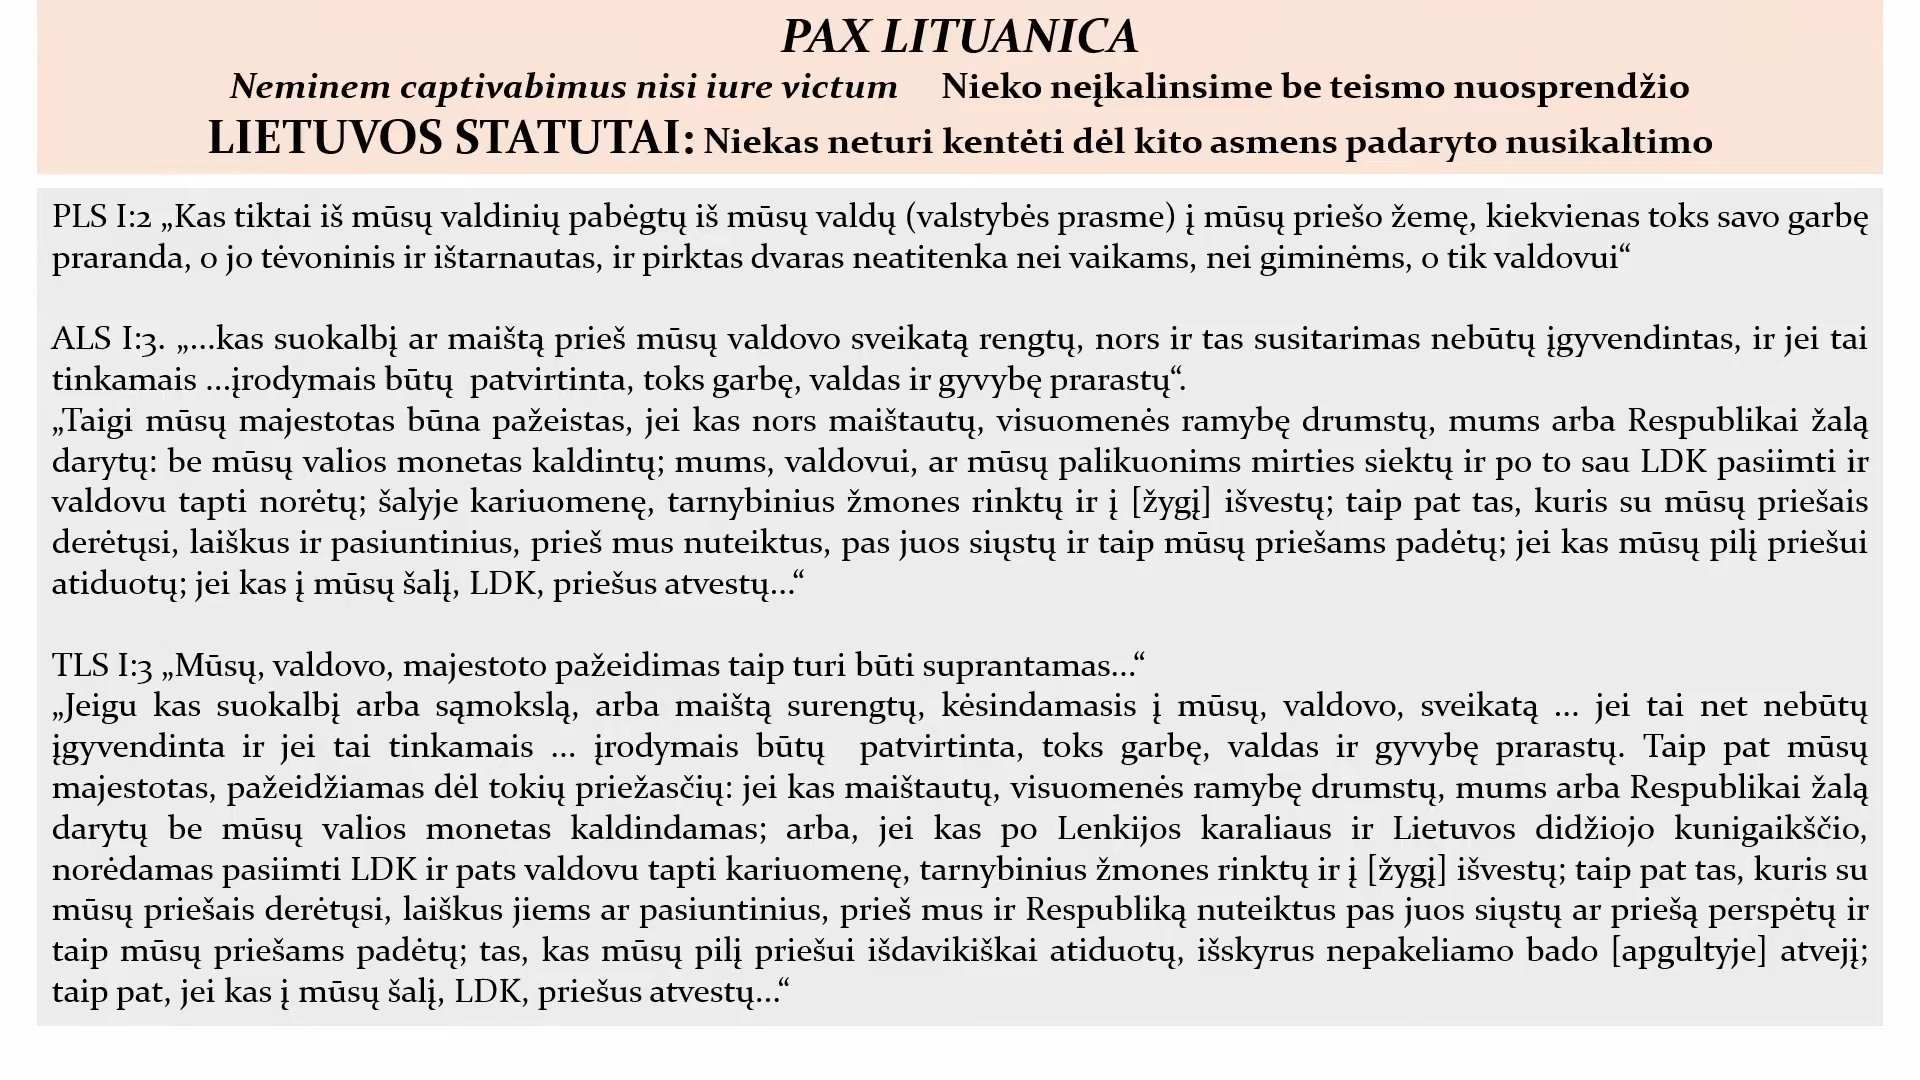 PAX LITUANICA
Neminem captivabimus nisi iure victum Nieko neįkalinsime be teismo nuosprendžio
LIETUVOS STATUTAI: Niekas neturi kentėti dėl kito asmens padaryto nusikaltimo
PLS I:2 „Kas tiktai iš mūsų valdinių pabėgtų iš mūsų valdų (valstybės prasme) į mūsų priešo žemę, kiekvienas toks savo garbę
praranda, o jo tėvoninis ir ištarnautas, ir pirktas dvaras neatitenka nei vaikams, nei giminėms, o tik valdovui“
ALS I:3. „...kas suokalbį ar maištą prieš mūsų valdovo sveikatą rengtų, nors ir tas susitarimas nebūtų įgyvendintas, ir jei tai
tinkamais ...įrodymais būtų patvirtinta, toks garbę, valdas ir gyvybę prarastų“.
„Taigi mūsų majestotas būna pažeistas, jei kas nors maištautų, visuomenės ramybę drumstų, mums arba Respublikai žalą
darytų: be mūsų valios monetas kaldintų; mums, valdovui, ar mūsų palikuonims mirties siektų ir po to sau LDK pasiimti ir
valdovu tapti norėtų; šalyje kariuomenę, tarnybinius žmones rinktų ir į [žygį] išvestų; taip pat tas, kuris su mūsų priešais
derėtųsi, laiškus ir pasiuntinius, prieš mus nuteiktus, pas juos siųstų ir taip mūsų priešams padėtų; jei kas mūsų pilį priešui
atiduotų; jei kas į mūsų šalį, LDK, priešus atvestų...“
TLS I:3 „Mūsų, valdovo, majestoto pažeidimas taip turi būti suprantamas...“
„Jeigu kas suokalbį arba sąmokslą, arba maištą surengtų, kėsindamasis į mūsų, valdovo, sveikatą ... jei tai net nebūtų
įgyvendinta ir jei tai tinkamais ... įrodymais būtų patvirtinta, toks garbę, valdas ir gyvybę prarastų. Taip pat mūsų
majestotas, pažeidžiamas dėl tokių priežasčių: jei kas maištautų, visuomenės ramybę drumstų, mums arba Respublikai žalą
darytų be mūsų valios monetas kaldindamas; arba, jei kas po Lenkijos karaliaus ir Lietuvos didžiojo kunigaikščio,
norėdamas pasiimti LDK ir pats valdovu tapti kariuomenę, tarnybinius žmones rinktų ir į [žygį] išvestų; taip pat tas, kuris su
mūsų priešais derėtųsi, laiškus jiems ar pasiuntinius, prieš mus ir Respubliką nuteiktus pas juos siųstų ar priešą perspėtų ir
taip mūsų priešams padėtų; tas, kas mūsų pilį priešui išdavikiškai atiduotų, išskyrus nepakeliamo bado [apgultyje] atvejį;
taip pat, jei kas į mūsų šalį, LDK, priešus atvestų...“